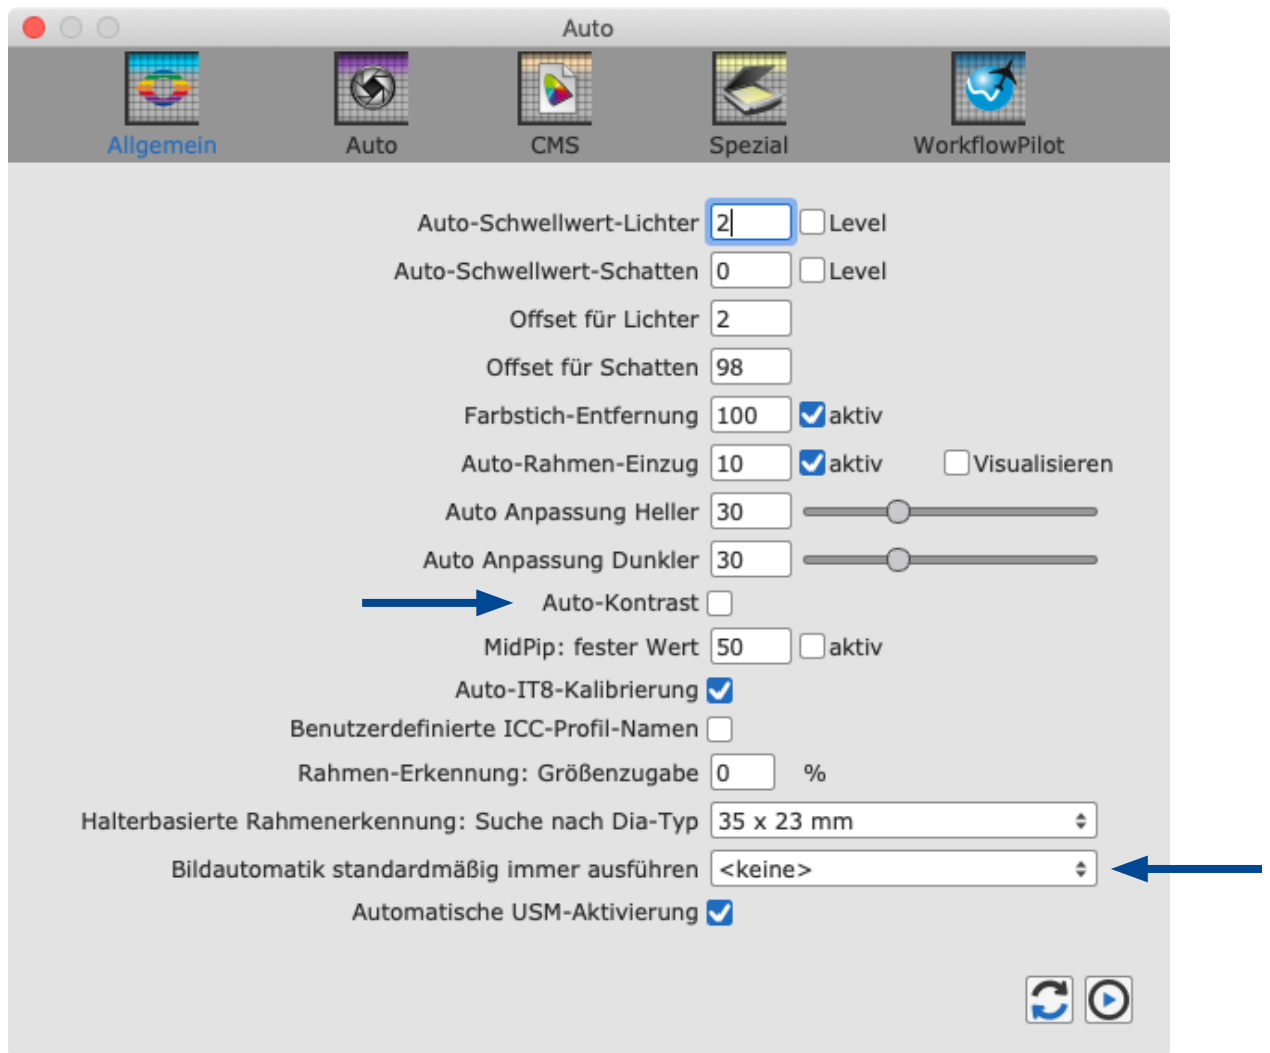 Auto
Allgemein Auto CMS Spezial WorkflowPilot
Auto-Schwellwert-Lichter 2 Level
Auto-Schwellwert-Schatten 0 Level
Offset für Lichter 2
Offset für Schatten 98
Farbstich-Entfernung 100 aktiv
Auto-Rahmen-Einzug 10 aktiv Visualisieren
Auto Anpassung Heller 30
Auto Anpassung Dunkler 30
Auto-Kontrast
MidPip: fester Wert 50 aktiv
Auto-IT8-Kalibrierung
Benutzerdefinierte ICC-Profil-Namen
Rahmen-Erkennung: Größenzugabe 0 %
Halterbasierte Rahmenerkennung: Suche nach Dia-Typ 35 x 23 mm
Bildautomatik standardmäßig immer ausführen <keine>
Automatische USM-Aktivierung